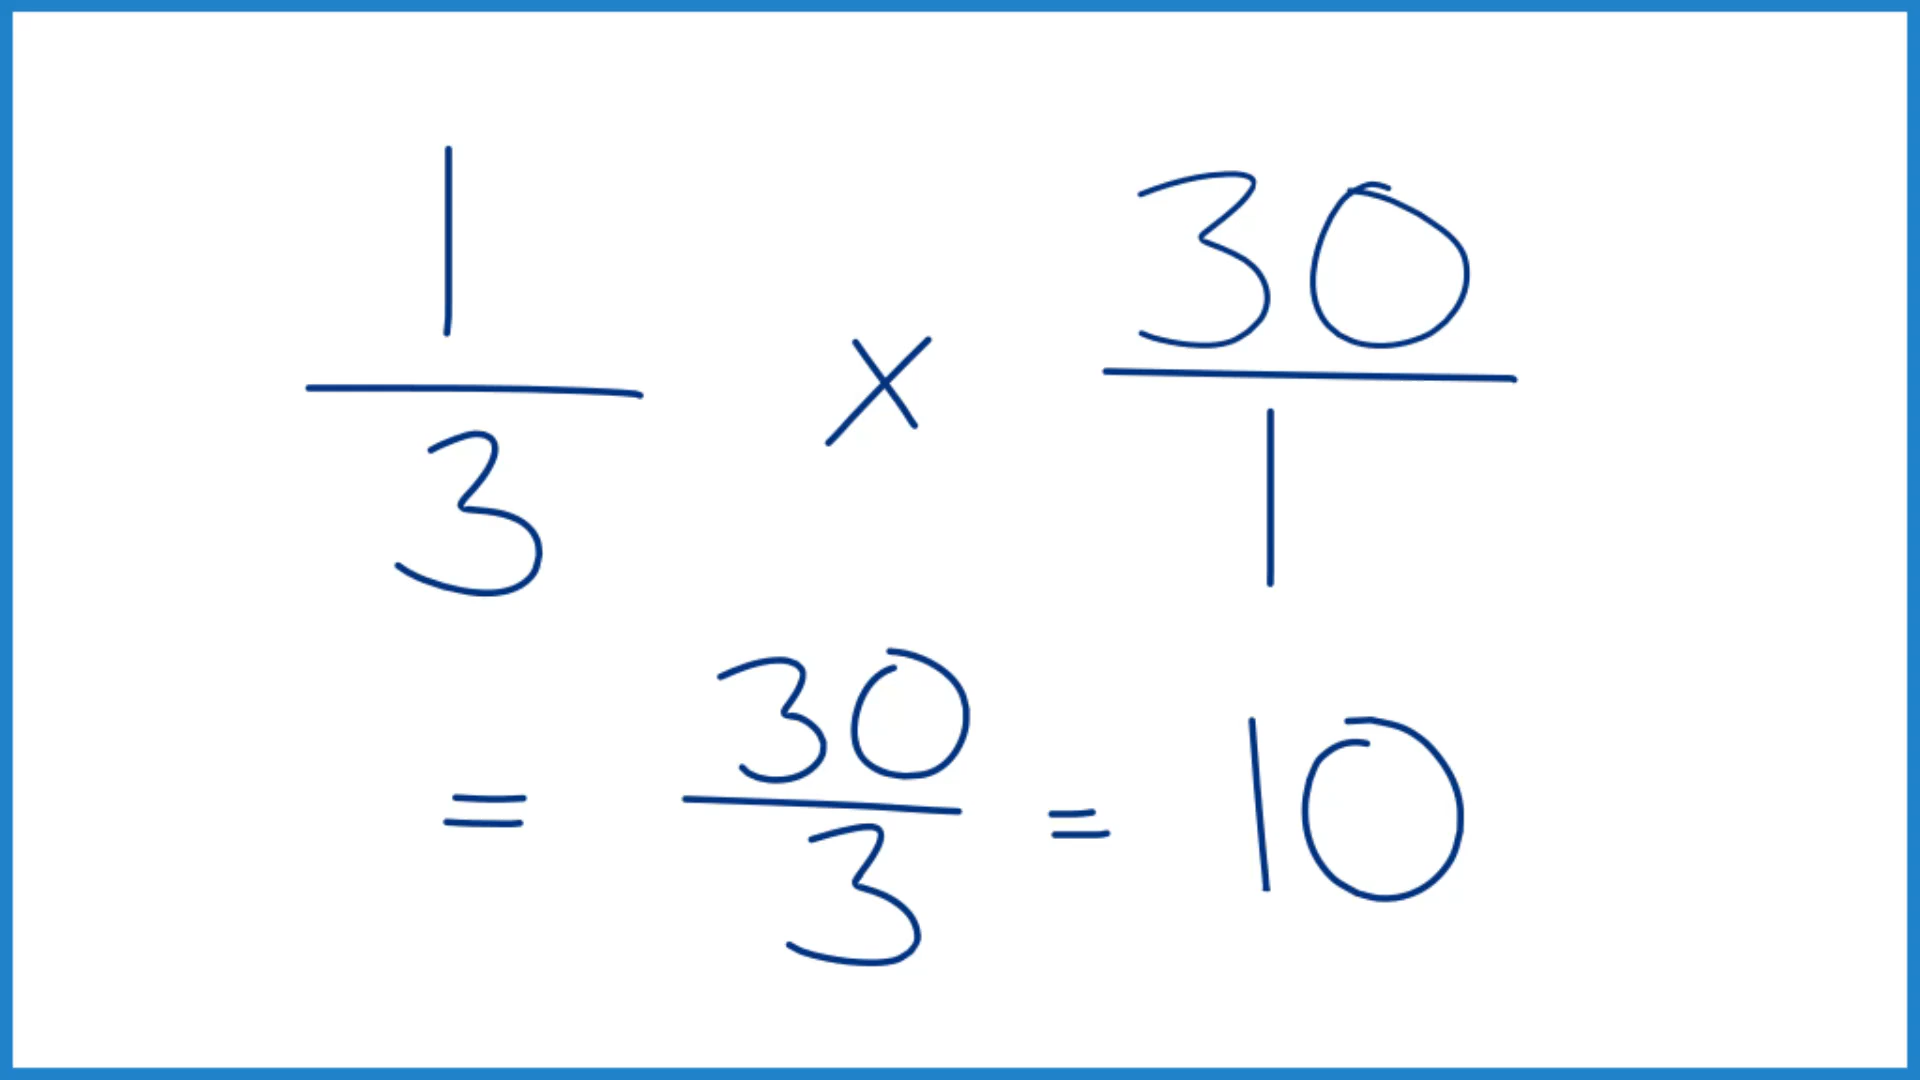 1/3 × 30/1
= 30/3 = 10